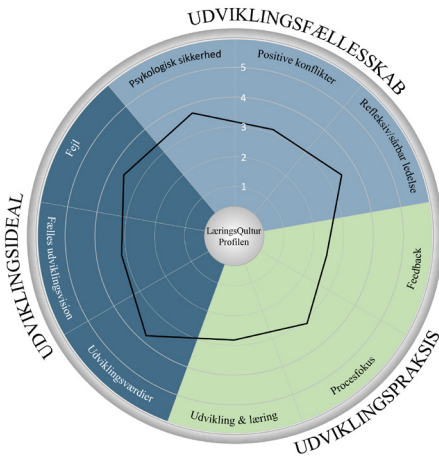 UDVIKLINGSFÆLLESSKAB
Psykologisk sikkerhed
Positive konflikter
Refleksiv/sårbar ledelse
5
4
3
2
1
Fejl
LæringsQultur
Profilen
UDVIKLINGSIDEAL
Fælles udviklingsvision
Feedback
Udviklingsværdier
Procesfokus
Udvikling & læring
UDVIKLINGSPRAKSIS